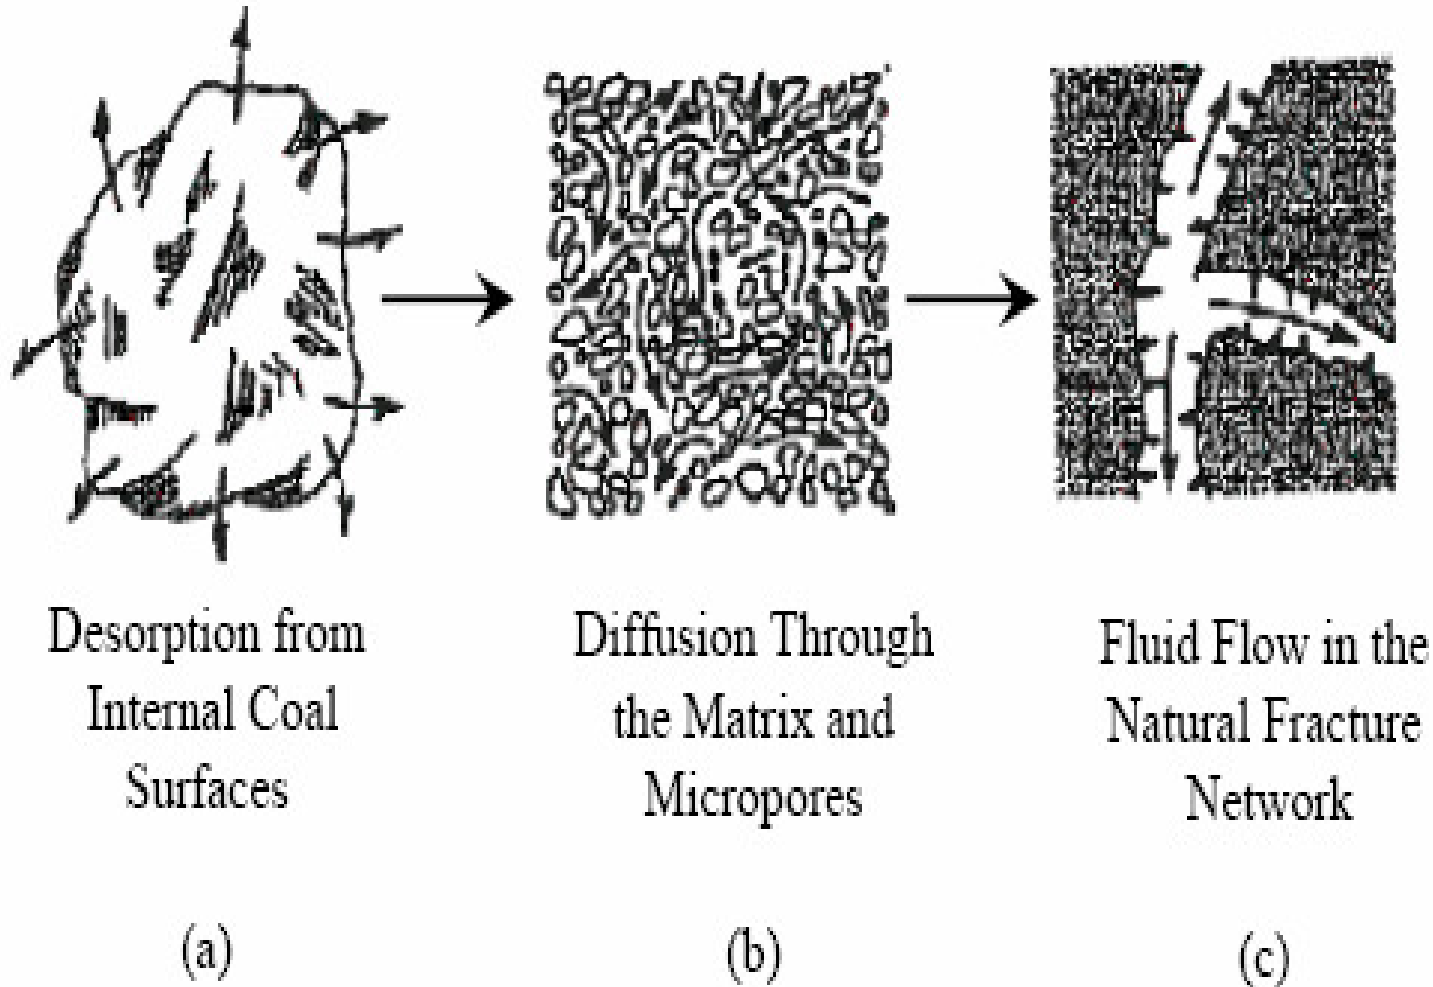 Desorption from
Internal Coal
Surfaces
(a)
Diffusion Through
the Matrix and
Micropores
(b)
Fluid Flow in the
Natural Fracture
Network
(c)